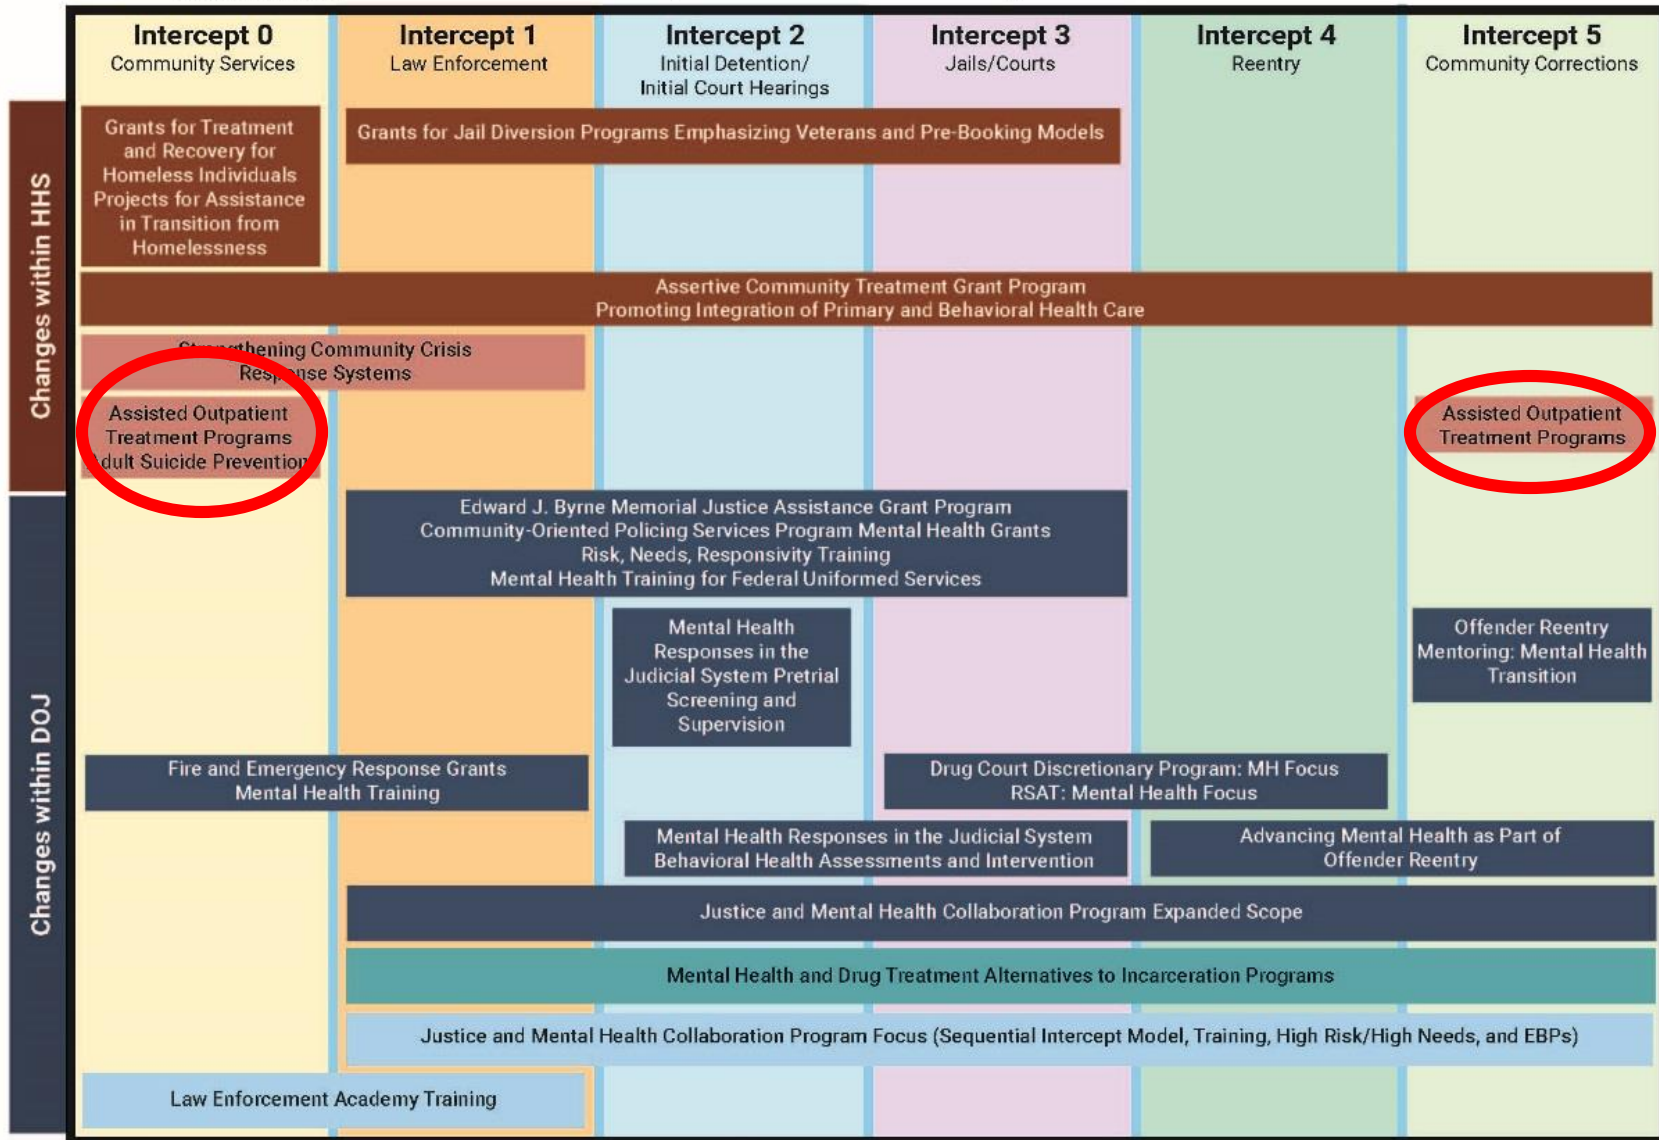 Intercept 0
Community Services
Intercept 1
Law Enforcement
Intercept 2
Initial Detention/
Initial Court Hearings
Intercept 3
Jails/Courts
Intercept 4
Reentry
Intercept 5
Community Corrections
Changes within HHS
Grants for Treatment
and Recovery for
Homeless Individuals
Projects for Assistance
in Transition from
Homelessness
Grants for Jail Diversion Programs Emphasizing Veterans and Pre-Booking Models
Assertive Community Treatment Grant Program
Promoting Integration of Primary and Behavioral Health Care
Strengthening Community Crisis
Response Systems
Assisted Outpatient
Treatment Programs
Adult Suicide Prevention
Assisted Outpatient
Treatment Programs
Changes within DOJ
Edward J. Byrne Memorial Justice Assistance Grant Program
Community-Oriented Policing Services Program Mental Health Grants
Risk, Needs, Responsivity Training
Mental Health Training for Federal Uniformed Services
Mental Health
Responses in the
Judicial System Pretrial
Screening and
Supervision
Offender Reentry
Mentoring: Mental Health
Transition
Fire and Emergency Response Grants
Mental Health Training
Drug Court Discretionary Program: MH Focus
RSAT: Mental Health Focus
Mental Health Responses in the Judicial System
Behavioral Health Assessments and Intervention
Advancing Mental Health as Part of
Offender Reentry
Justice and Mental Health Collaboration Program Expanded Scope
Mental Health and Drug Treatment Alternatives to Incarceration Programs
Justice and Mental Health Collaboration Program Focus (Sequential Intercept Model, Training, High Risk/High Needs, and EBPs)
Law Enforcement Academy Training